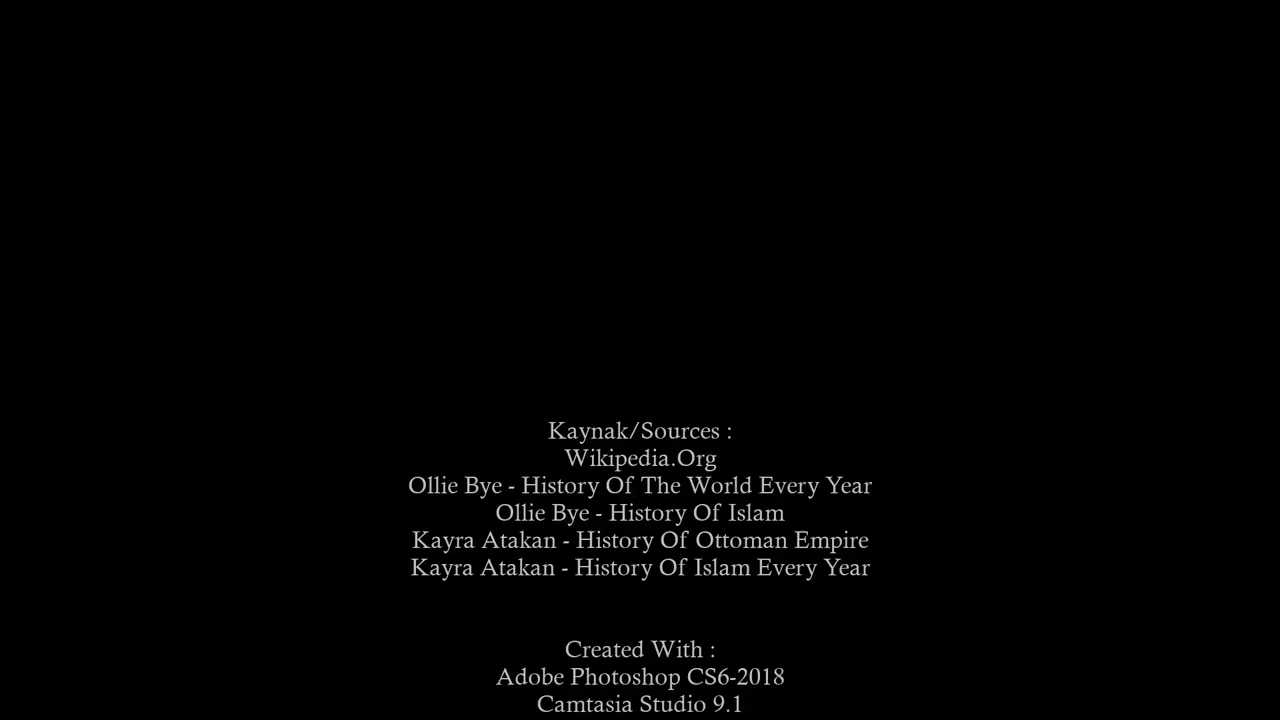 Kaynak/Sources :
Wikipedia.Org
Ollie Bye - History Of The World Every Year
Ollie Bye - History Of Islam
Kayra Atakan - History Of Ottoman Empire
Kayra Atakan - History Of Islam Every Year
Created With :
Adobe Photoshop CS6-2018
Camtasia Studio 9.1